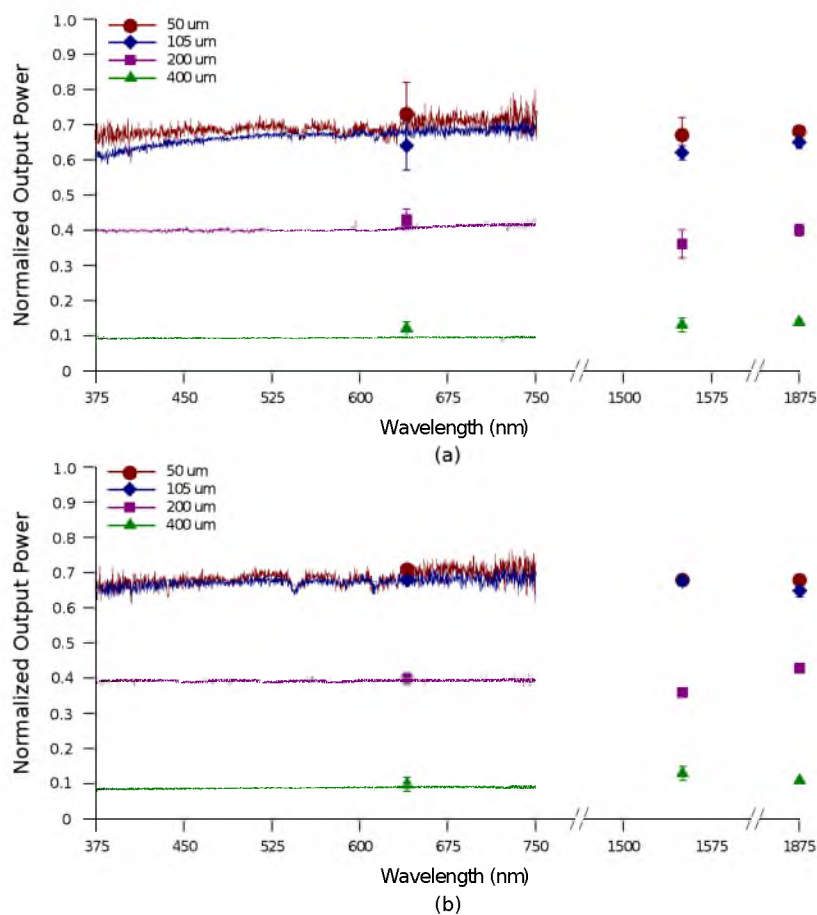 1.0
50 um
0.9
105 um
200 um
0.8
400 um
0.7
0.6
0.5
0.4
0.3
0.2
0.1
0
Normalized Output Power
375 450 525 600 675 750 // // 1500 1575 // // 1875
Wavelength (nm)
(a)
1.0
50 um
0.9
105 um
200 um
0.8
400 um
0.7
0.6
0.5
0.4
0.3
0.2
0.1
0
Normalized Output Power
375 450 525 600 675 750 // // 1500 1575 // // 1875
Wavelength (nm)
(b)